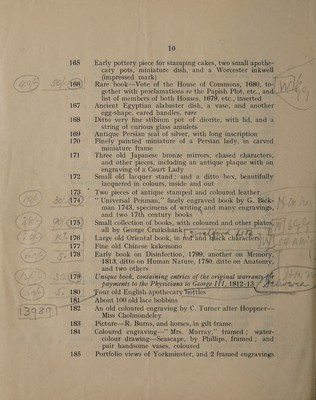 10
165 Early pottery piece for stamping cakes, two small apothe-
cary pots, miniature dish, and a Worcester inkwell
(impressed mark)
166 Rare book—Vote of the House of Commons, 1680, to-
gether with proclamations re the Papish Plot, etc., and
list of members of both Houses, 1679, etc., inserted
167 Ancient Egyptian alabaster dish, a vase, and another
egg-shape, eared handles, rare
168 Ditto very fine stibium pot of diorite, with lid, and a
string of curious glass amulets
169 Antique Persian seal of silver, with long inscription
170 Finely painted miniature of a Persian lady, in carved
miniature frame
171 Three old Japanese bronze mirrors, chased characters,
and other pieces, including an antique plaque with an
engraving of a Court Lady
172 Small old lacquer stand; and a ditto box, beautifully
lacquered in colours, inside and out
173 Two pieces of antique stamped and coloured leather
174 "Universal Penman," finely engraved book by G. Bick-
man 1743, specimens of writing and many engravings,
and two 17th century books
175 Small collection of books, with coloured and other plates
all by George Cruikshank
176 Large old Oriental book, in red and black characters
177 Fine old Chinese kakemono
178 Early book on Disinfection, 1799, another on Memory,
1813, ditto on Human Nature, 1750, ditto on Anatomy,
and two others
179 Unique book, containing entries of the original warrants
payments to the Physicians to George III, 1812-13
180 Four old English apothecary bottles
181 About 100 old lace bobbins
182 An old coloured engraving by C. Turner after Hoppner—
Miss Cholmondeley
183 Picture—R. Burns, and horses, in gilt frame
184 Coloured engraving—"Mrs. Murray," framed; water-
colour drawing—Seascape, by Phillips, framed; and
pair handsome vases, coloured
185 Portfolio views of Yorkminster, and 2 framed engravings